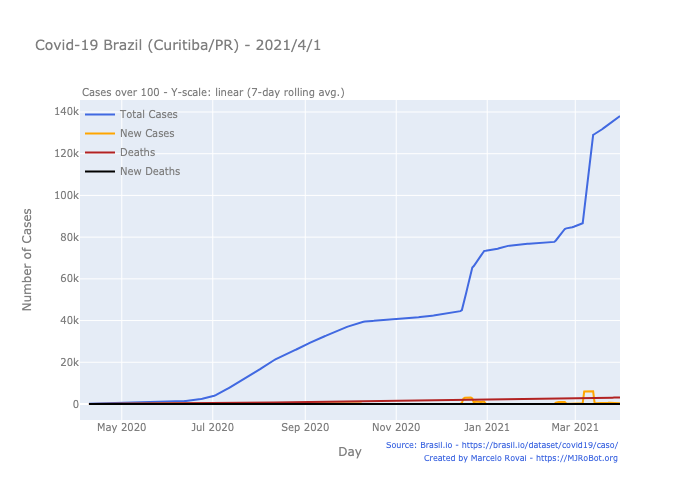 Covid-19 Brazil (Curitiba/PR) - 2021/4/1
Cases over 100 - Y-scale: linear (7-day rolling avg.)
140k
120k
100k
80k
60k
40k
20k
0
Number of Cases
Total Cases
New Cases
Deaths
New Deaths
May 2020
Jul 2020
Sep 2020
Nov 2020
Jan 2021
Mar 2021
Day
Source: Brasil.io - https://brasil.io/dataset/covid19/caso/
Created by Marcelo Rovai - https://MJRoBot.org